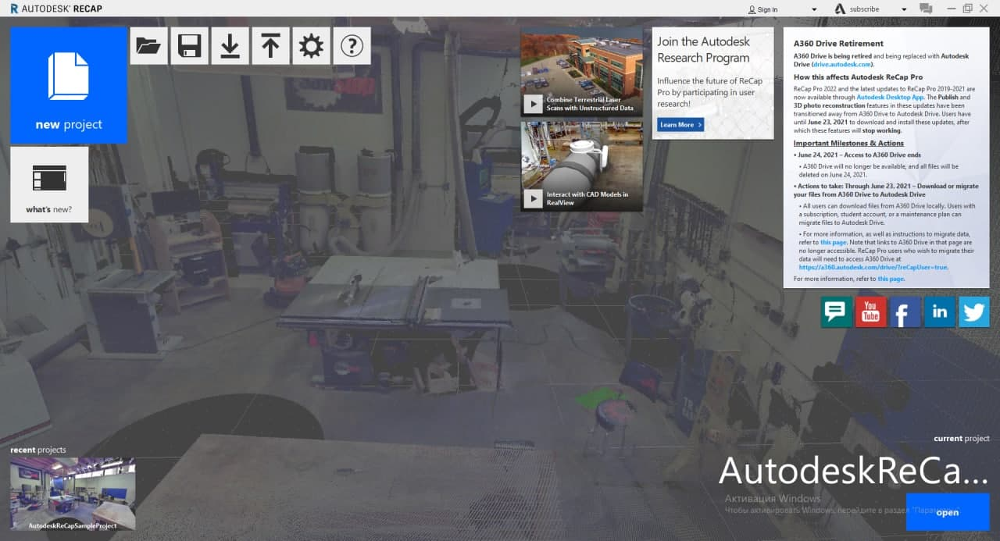 AUTODESK® RECAP
Sign In
subscribe
new project
what's new?
Combine Terrestrial Laser
Scans with Unstructured Data
Interact with CAD Models in
RealView
Join the Autodesk
Research Program
Influence the future of ReCap
Pro by participating in user
research!
Learn More >
A360 Drive Retirement
A360 Drive is being retired and being replaced with Autodesk
Drive (drive.autodesk.com).
How this affects Autodesk ReCap Pro
ReCap Pro 2022 and the latest updates to ReCap Pro 2019-2021 are
now available through Autodesk Desktop App. The Publish and
3D photo reconstruction features in these updates have been
transitioned away from A360 Drive to Autodesk Drive. Users have
until June 23, 2021 to download and install these updates, after
which these features will stop working.
Important Milestones & Actions
• June 24, 2021 – Access to A360 Drive ends
• A360 Drive will no longer be available, and all files will be
deleted on June 24, 2021.
• Actions to take: Through June 23, 2021 – Download or migrate
your files from A360 Drive to Autodesk Drive
• All users can download files from A360 Drive locally. Users with
a subscription, student account, or a maintenance plan can
migrate files to Autodesk Drive.
• For more information, as well as instructions to migrate data,
refer to this page. Note that links to A360 Drive in that page are
no longer accessible. ReCap Pro users who wish to migrate their
data will need to access A360 Drive at
https://a360.autodesk.com/drive/?reCapUser=true.
For more information, refer to this page.
You
Tube
f
in
recent projects
AutodeskReCapSampleProject
current project
AutodeskReCa...
Активация Windows
Чтобы активировать Windows, перейдите в раздел "Параметры".
open